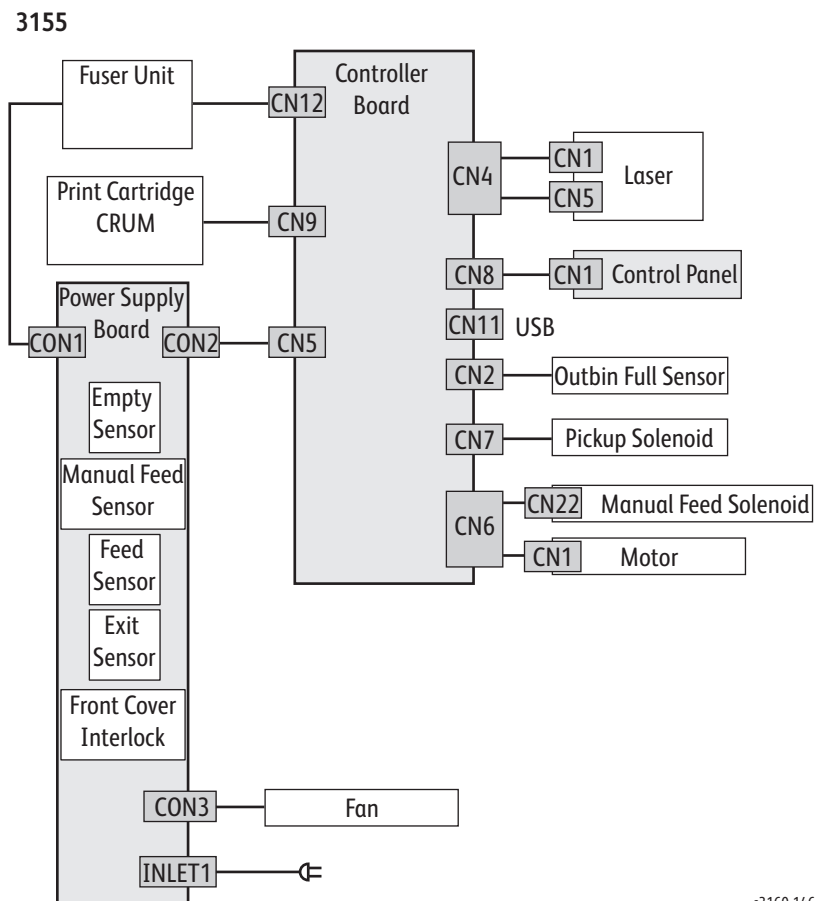 3155
Fuser Unit
Controller
Board
CN12
CN4
CN1
CN5
Laser
Print Cartridge
CRUM
CN9
CN8
CN1
Control Panel
Power Supply
Board
CON1
CON2
CN5
CN11
USB
CN2
Outbin Full Sensor
Empty
Sensor
CN7
Pickup Solenoid
Manual Feed
Sensor
CN6
CN22
Manual Feed Solenoid
CN1
Motor
Feed
Sensor
Exit
Sensor
Front Cover
Interlock
CON3
Fan
INLET1